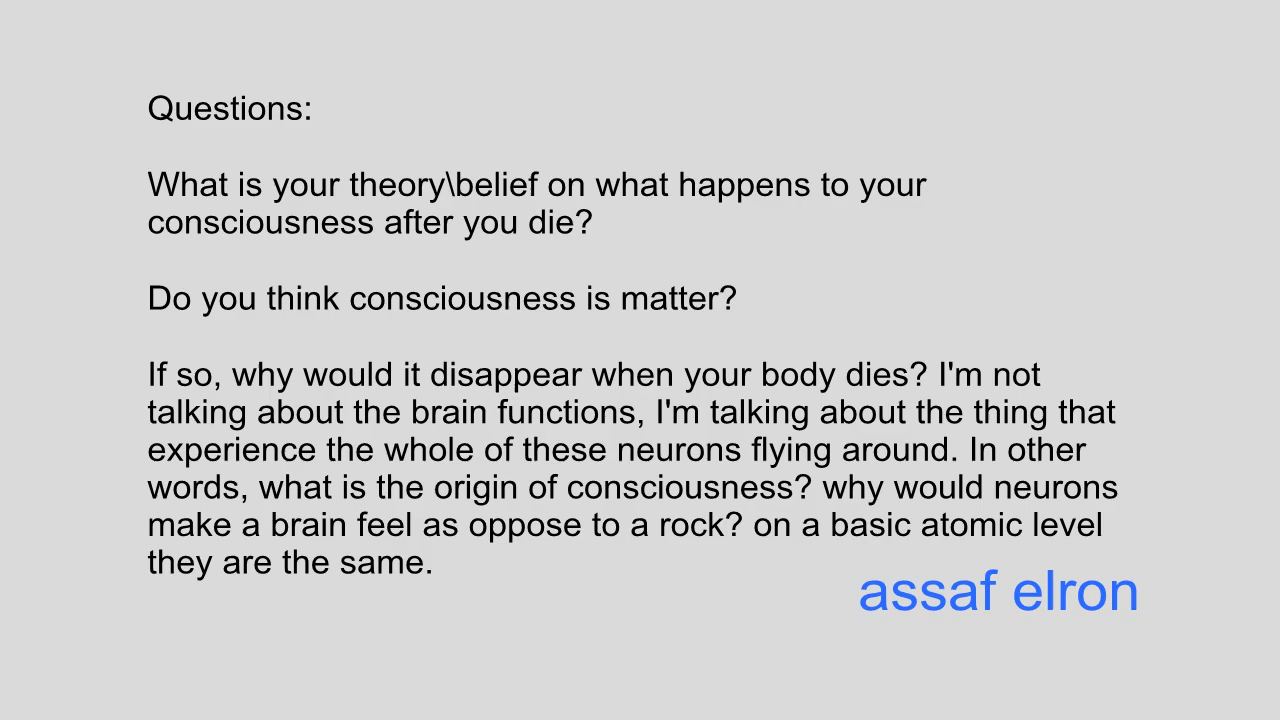 Questions:
What is your theory\belief on what happens to your
consciousness after you die?
Do you think consciousness is matter?
If so, why would it disappear when your body dies? I'm not
talking about the brain functions, I'm talking about the thing that
experience the whole of these neurons flying around. In other
words, what is the origin of consciousness? why would neurons
make a brain feel as oppose to a rock? on a basic atomic level
they are the same.
assaf elron